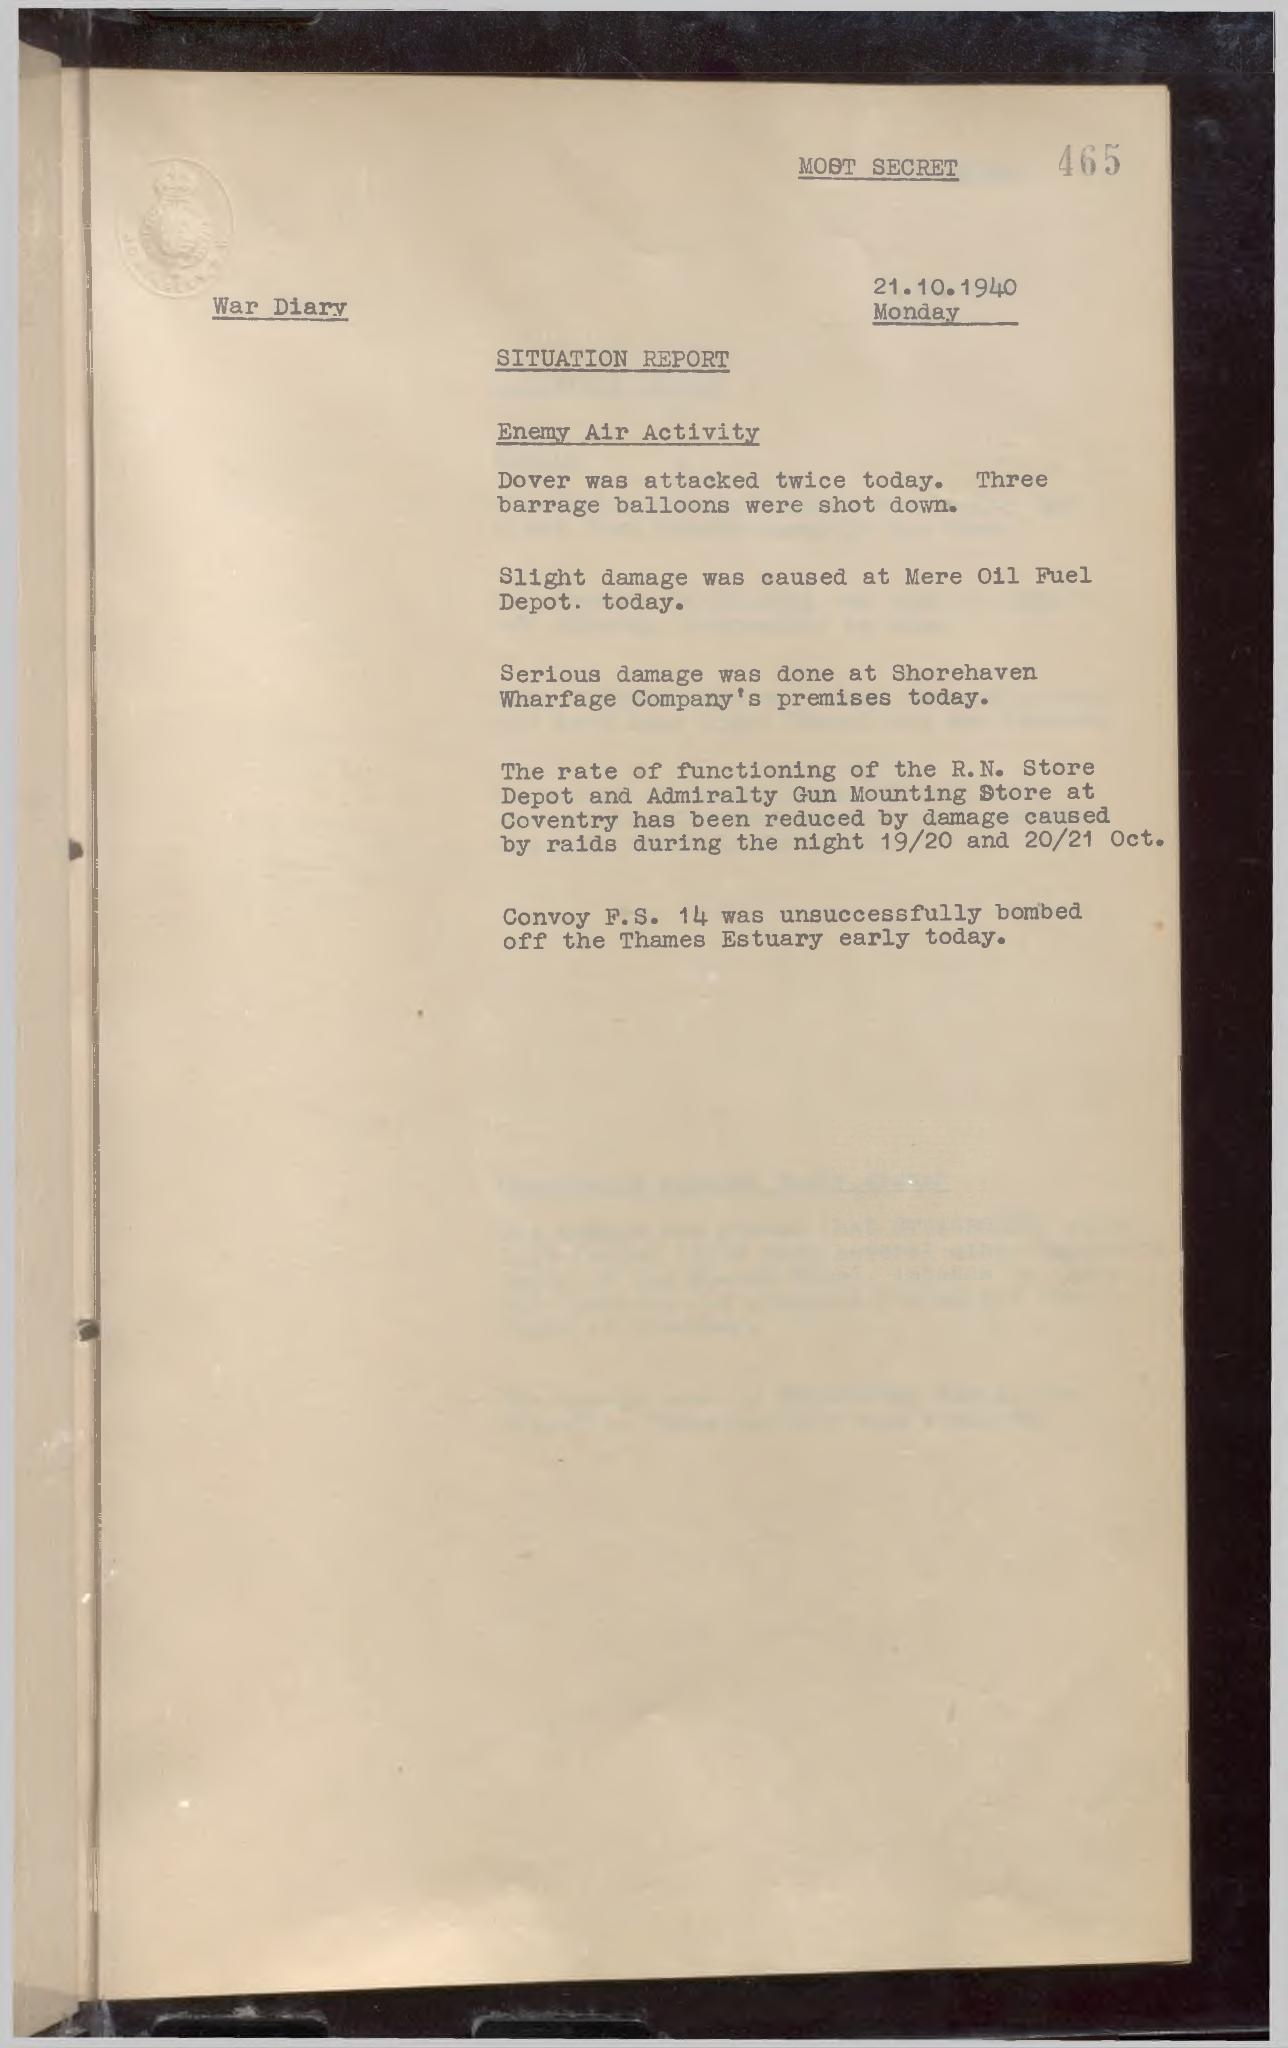 MOST SECRET 465
21.10.1940
War Diary
Monday
SITUATION REPORT
Enemy Air Activity
Dover was attacked twice today. Three
barrage balloons were shot down.
Slight damage was caused at Mere Oil Fuel
Depot. today.
Serious damage was done at Shorehaven
Wharfage Company's premises today.
The rate of functioning of the R.N. Store
Depot and Admiralty Gun Mounting Store at
Coventry has been reduced by damage caused
by raids during the night 19/20 and 20/21 Oct.
Convoy F.S. 14 was unsuccessfully bombed
off the Thames Estuary early today.